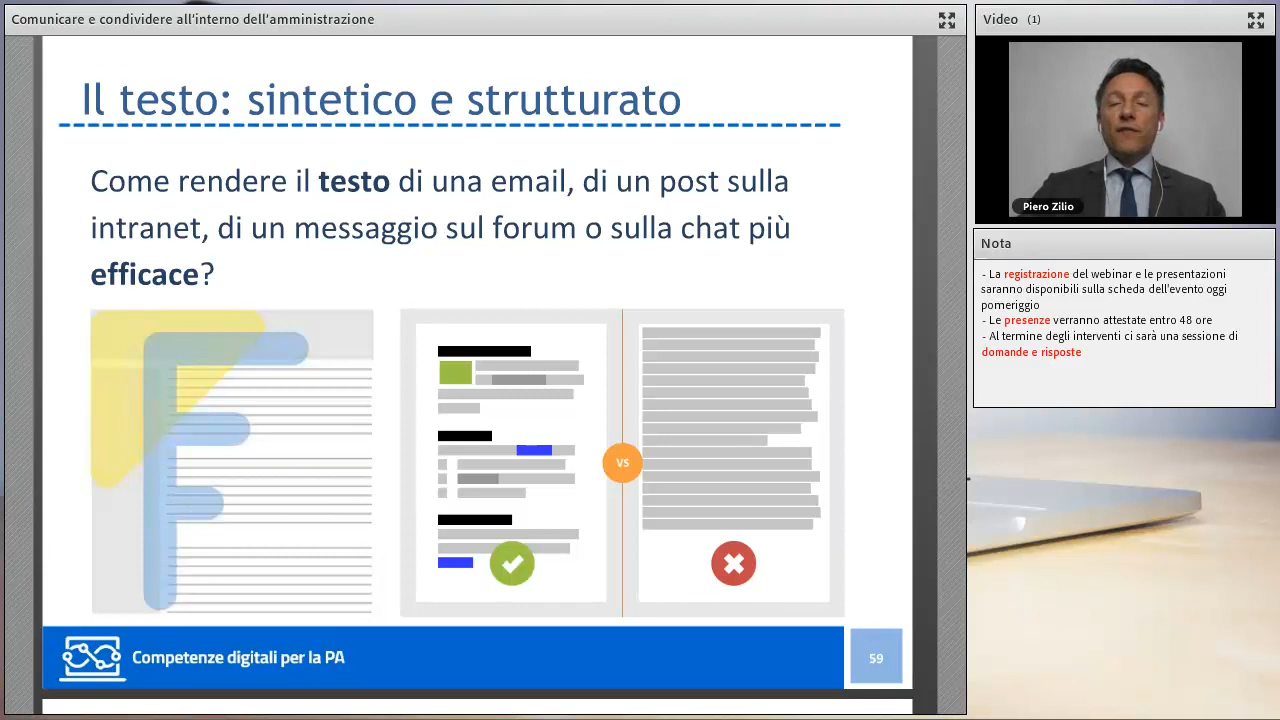 Comunicare e condividere all'interno dell'amministrazione
Il testo: sintetico e strutturato
Come rendere il testo di una email, di un post sulla
intranet, di un messaggio sul forum o sulla chat più
efficace?
VS
Competenze digitali per la PA
59
Video (1)
Piero Zilio
Nota
- La registrazione del webinar e le presentazioni
saranno disponibili sulla scheda dell'evento oggi
pomeriggio
- Le presenze verranno attestate entro 48 ore
- Al termine degli interventi ci sarà una sessione di
domande e risposte